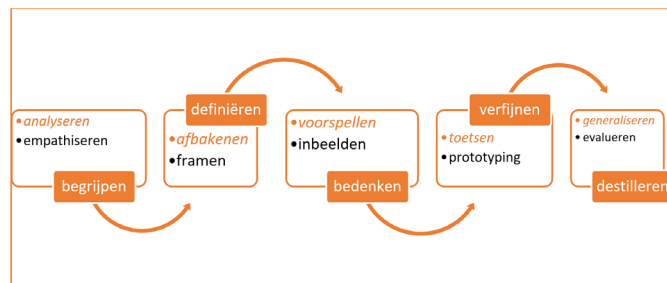 • analyseren
• empathiseren
begrijpen
definiëren
• afbakenen
• framen
• voorspellen
• inbeelden
bedenken
verfijnen
• toetsen
• prototyping
• generaliseren
• evalueren
destilleren